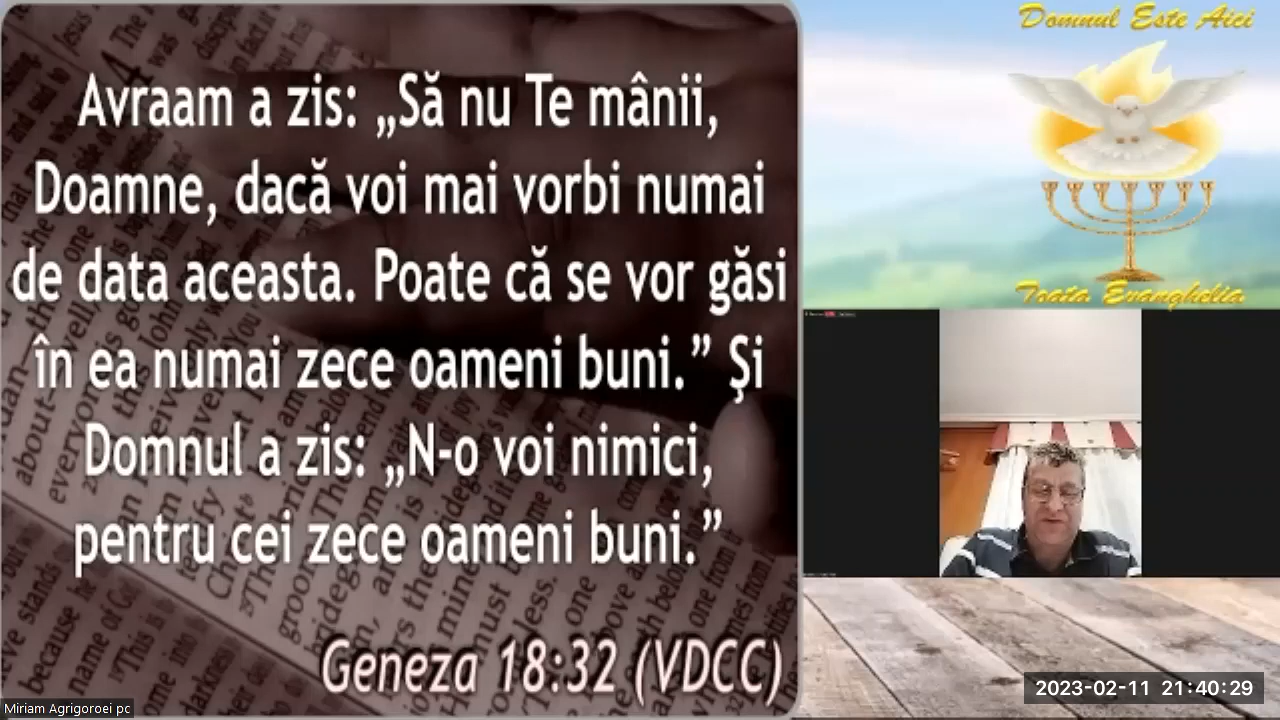 Avraam a zis: „Să nu Te mânii,
Doamne, dacă voi mai vorbi numai
de data aceasta. Poate că se vor găsi
în ea numai zece oameni buni.” Şi
Domnul a zis: „N-o voi nimici,
pentru cei zece oameni buni.”
Geneza 18:32 (VDCC)
Miriam Agrigoroei pc
Domnul Este Aici
Toata Evanghelia
2023-02-11 21:40:29